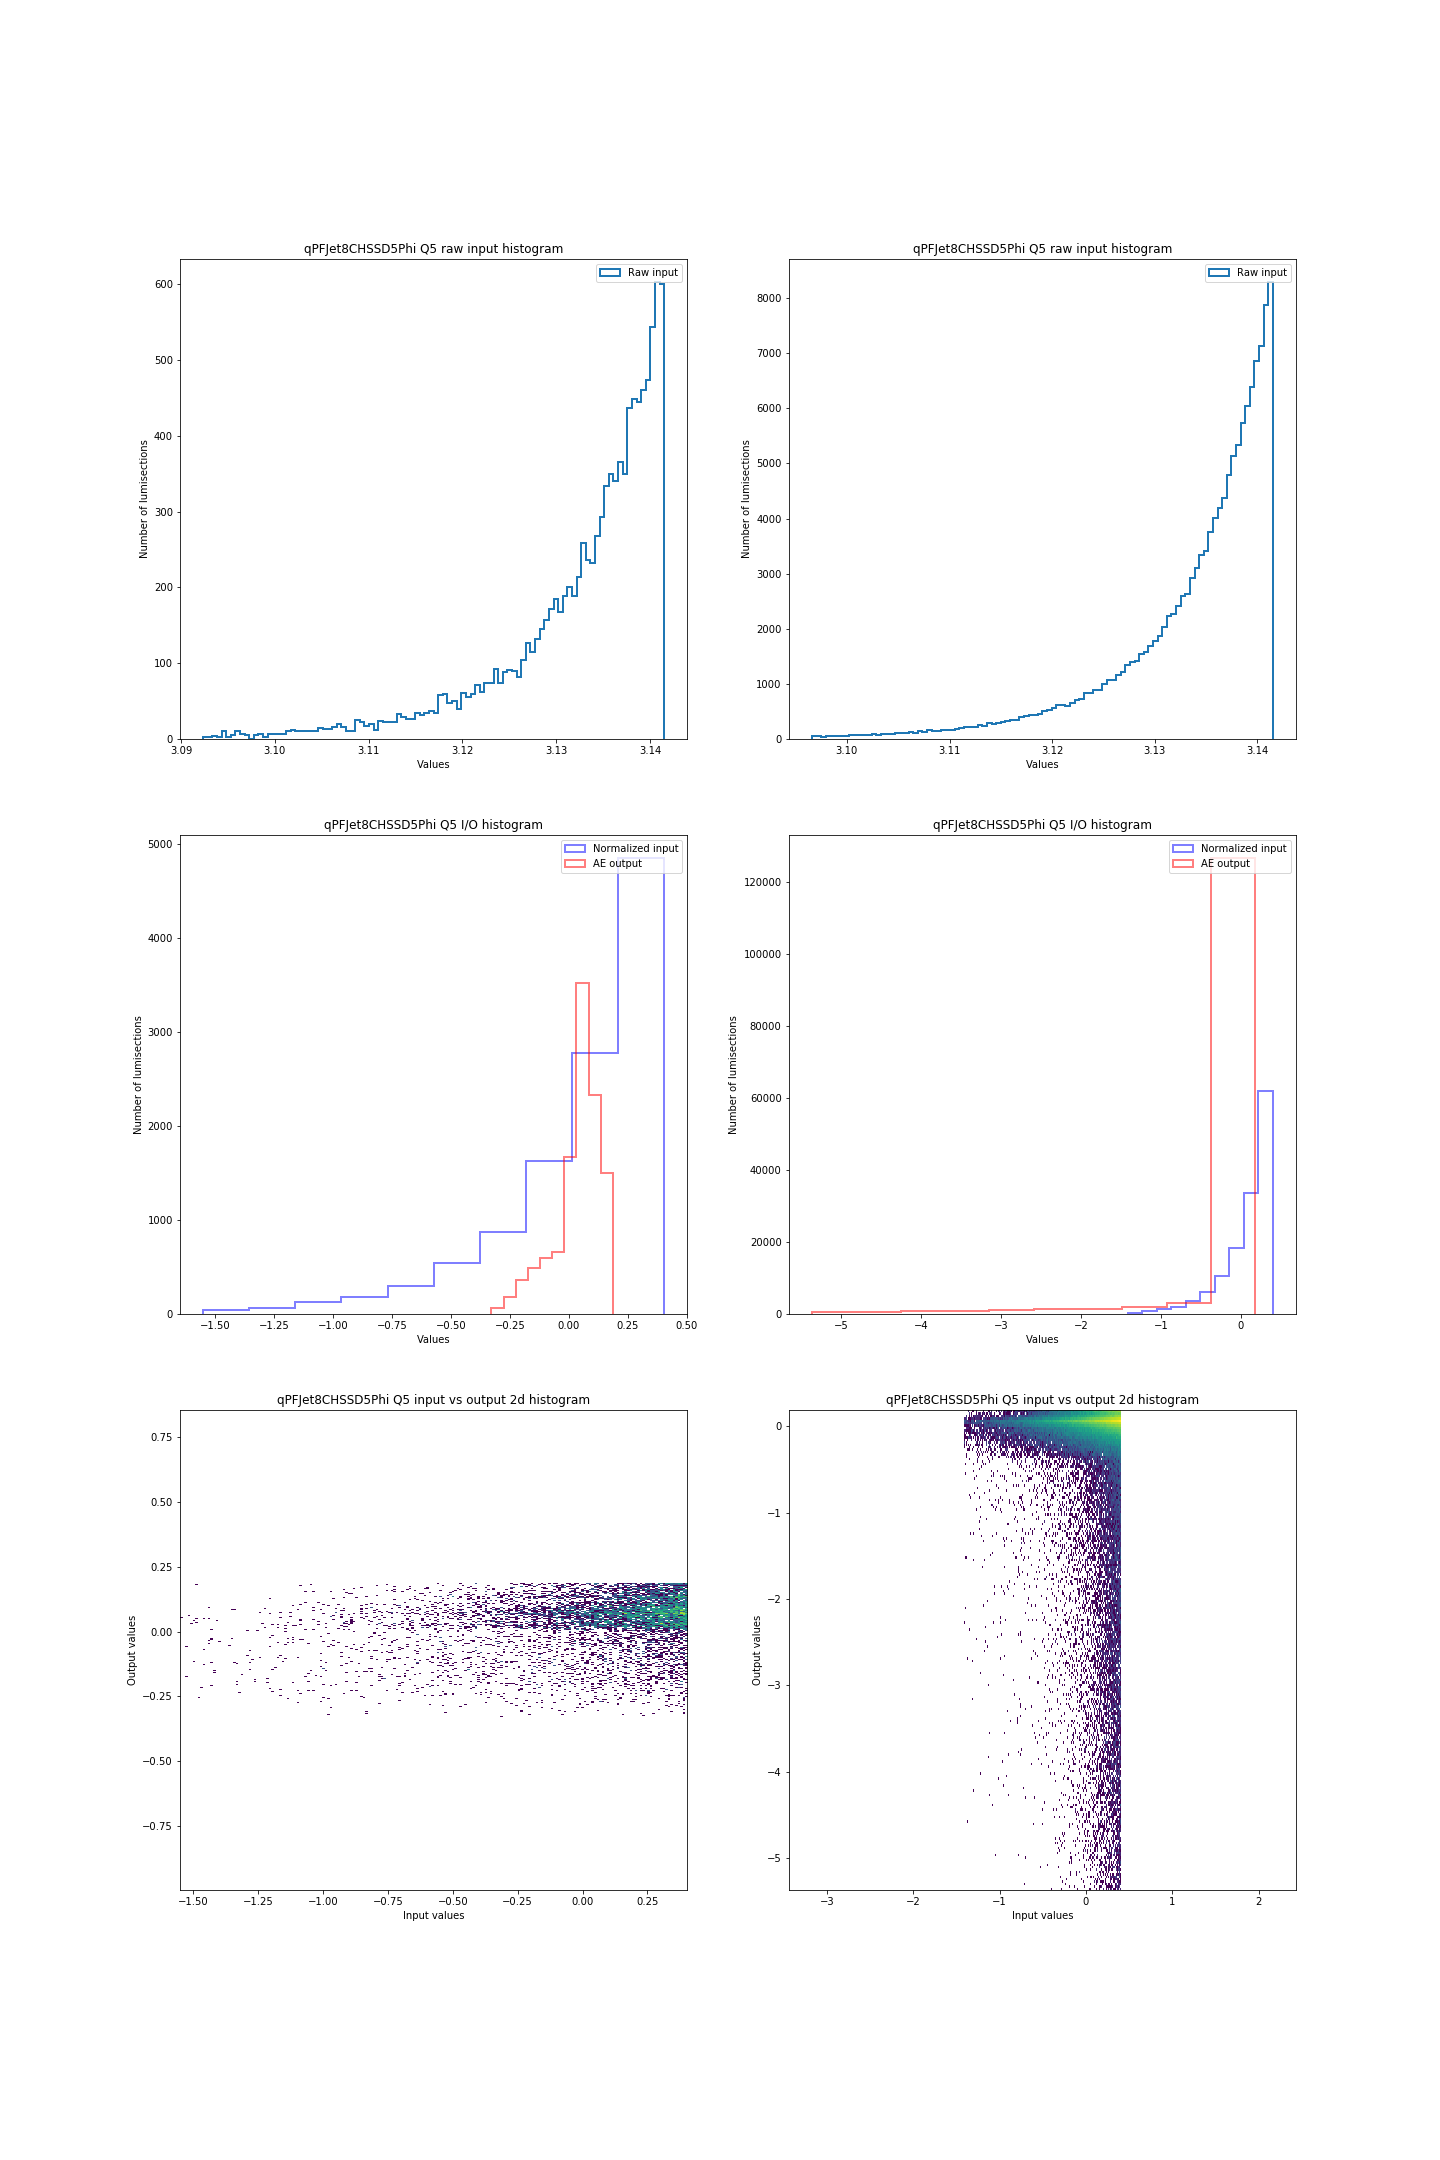 qPFJet8CHSSD5Phi Q5 raw input histogram
Raw input
600
500
400
300
200
100
0
Number of lumisections
3.09 3.10 3.11 3.12 3.13 3.14
Values
qPFJet8CHSSD5Phi Q5 raw input histogram
Raw input
8000
7000
6000
5000
4000
3000
2000
1000
0
Number of lumisections
3.10 3.11 3.12 3.13 3.14
Values
qPFJet8CHSSD5Phi Q5 I/O histogram
Normalized input
AE output
5000
4000
3000
2000
1000
0
Number of lumisections
−1.50 −1.25 −1.00 −0.75 −0.50 −0.25 0.00 0.25 0.50
Values
qPFJet8CHSSD5Phi Q5 I/O histogram
Normalized input
AE output
120000
100000
80000
60000
40000
20000
0
Number of lumisections
−5 −4 −3 −2 −1 0
Values
qPFJet8CHSSD5Phi Q5 input vs output 2d histogram
0.75
0.50
0.25
0.00
−0.25
−0.50
−0.75
Output values
−1.50 −1.25 −1.00 −0.75 −0.50 −0.25 0.00 0.25
Input values
qPFJet8CHSSD5Phi Q5 input vs output 2d histogram
0
−1
−2
−3
−4
−5
Output values
−3 −2 −1 0 1 2
Input values